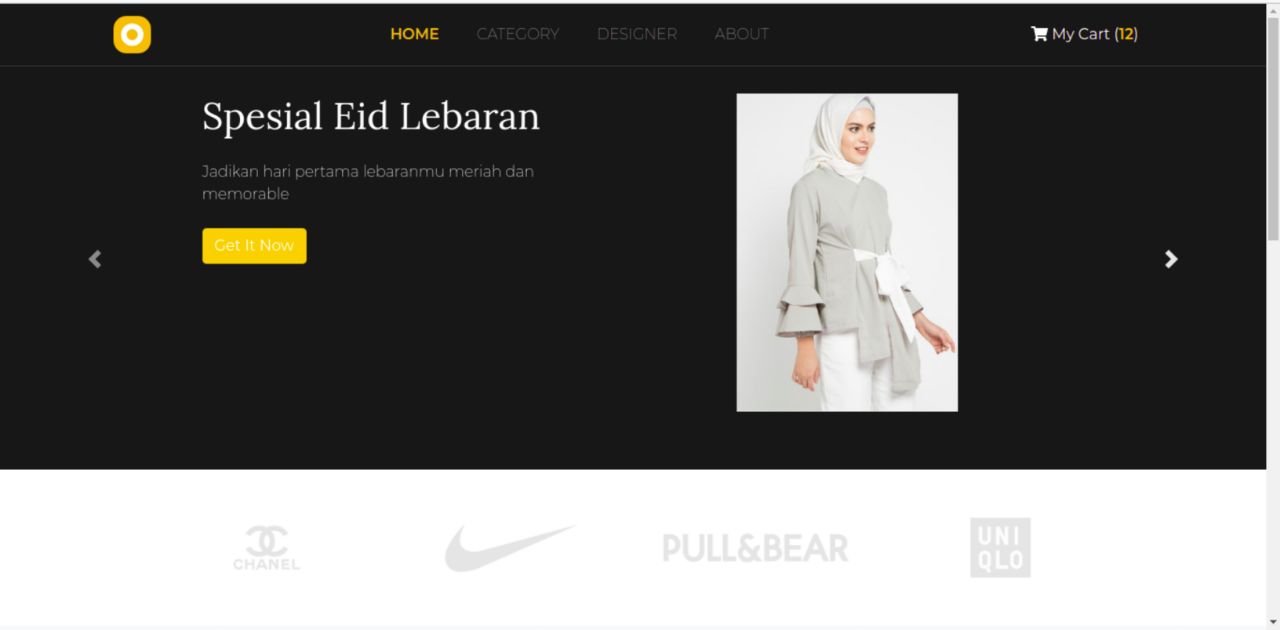 HOME CATEGORY DESIGNER ABOUT My Cart (12)
Spesial Eid Lebaran
Jadikan hari pertama lebaranmu meriah dan
memorable
Get It Now
CHANEL PULL&BEAR UNI
QLO